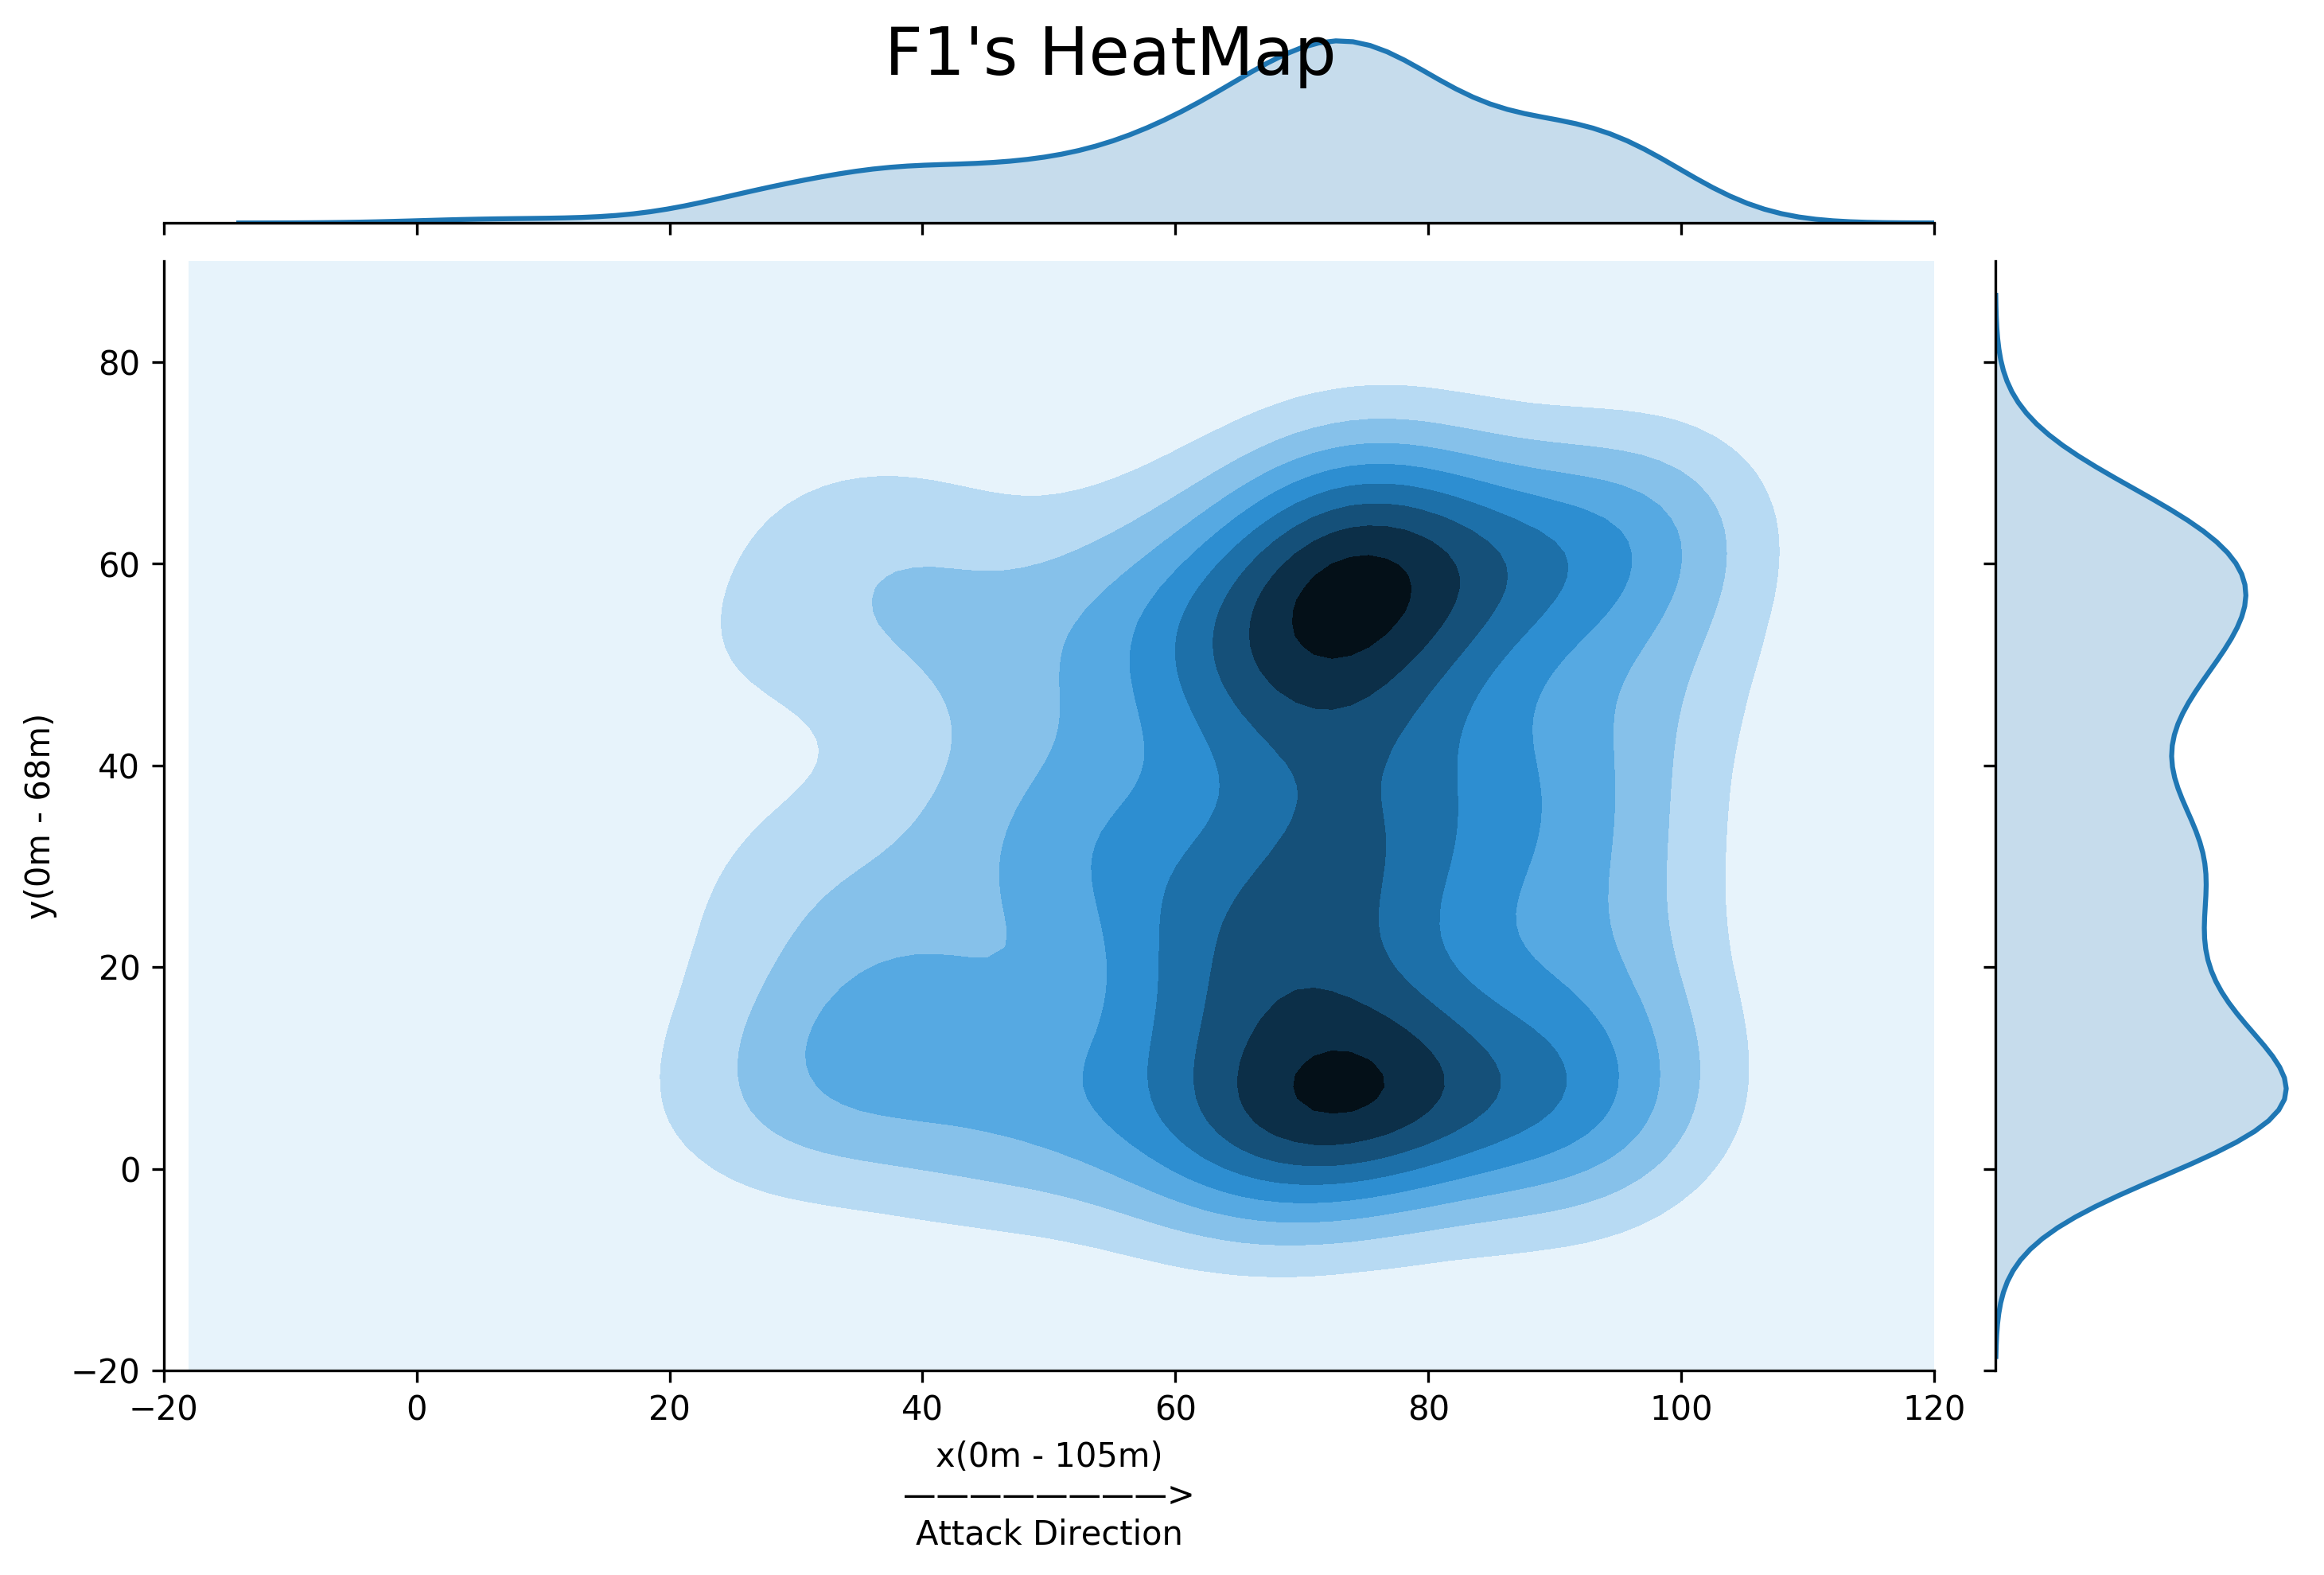 F1's HeatMap
80
60
40
20
0
−20
y(0m - 68m)
−20 0 20 40 60 80 100 120
x(0m - 105m)
————————>
Attack Direction